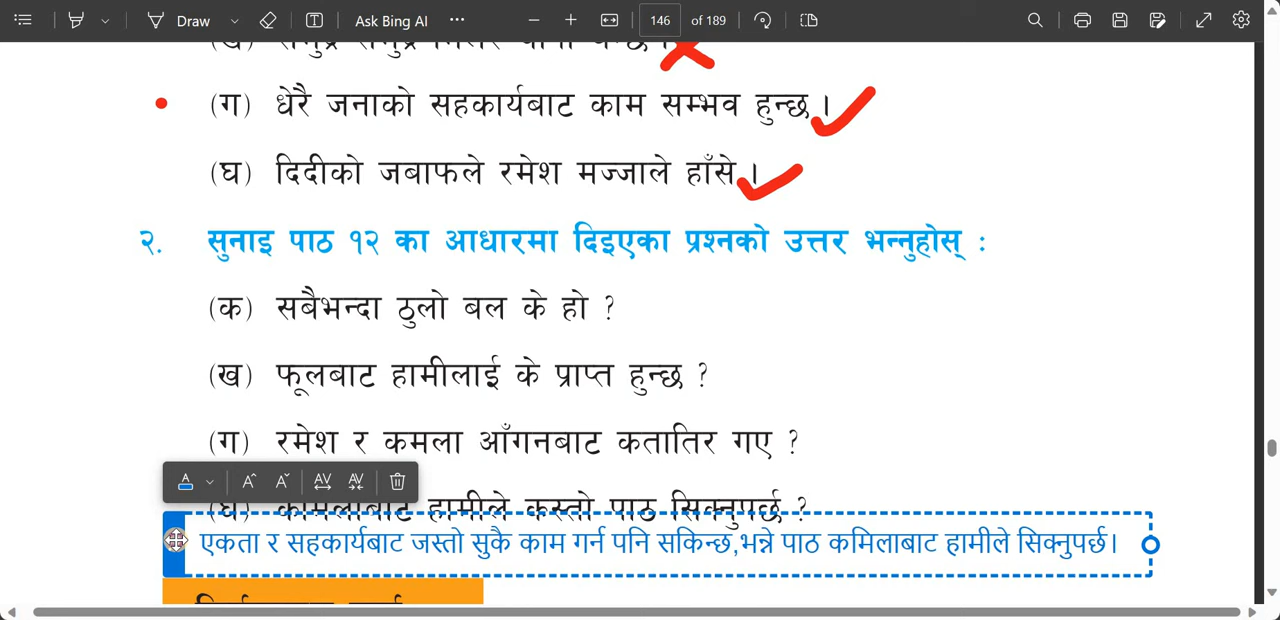 Draw
Ask Bing AI
146 of 189
(ग) धेरै जनाको सहकार्यबाट काम सम्भव हुन्छ ।
(घ) दिदीको जबाफले रमेश मज्जाले हाँसे ।
२. सुनाइ पाठ १२ का आधारमा दिइएका प्रश्नको उत्तर भन्नुहोस् :
(क) सबैभन्दा ठुलो बल के हो ?
(ख) फूलबाट हामीलाई के प्राप्त हुन्छ ?
(ग) रमेश र कमला आँगनबाट कतातिर गए ?
(घ) हामीले कस्तो पाठ सिक्नुपर्छ ?
एकता र सहकार्यबाट जस्तो सुकै काम गर्न पनि सकिन्छ,भन्ने पाठ कमिलाबाट हामीले सिक्नुपर्छ।